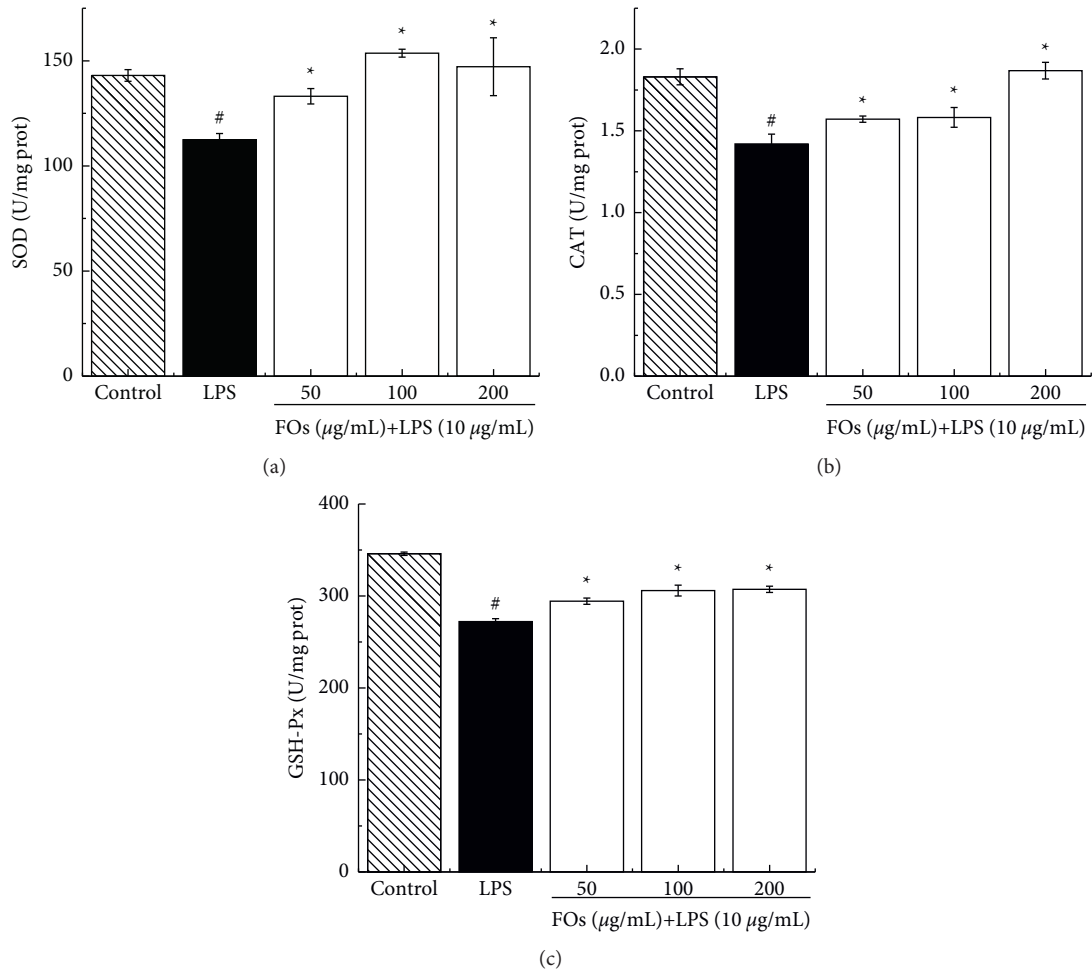 150
100
50
0
SOD (U/mg prot)
#
*
*
*
Control LPS 50 100 200
FOs (µg/mL)+LPS (10 µg/mL)
(a)
2.0
1.5
1.0
0.5
0.0
CAT (U/mg prot)
#
*
*
*
Control LPS 50 100 200
FOs (µg/mL)+LPS (10 µg/mL)
(b)
400
300
200
100
0
GSH-Px (U/mg prot)
#
*
*
*
Control LPS 50 100 200
FOs (µg/mL)+LPS (10 µg/mL)
(c)